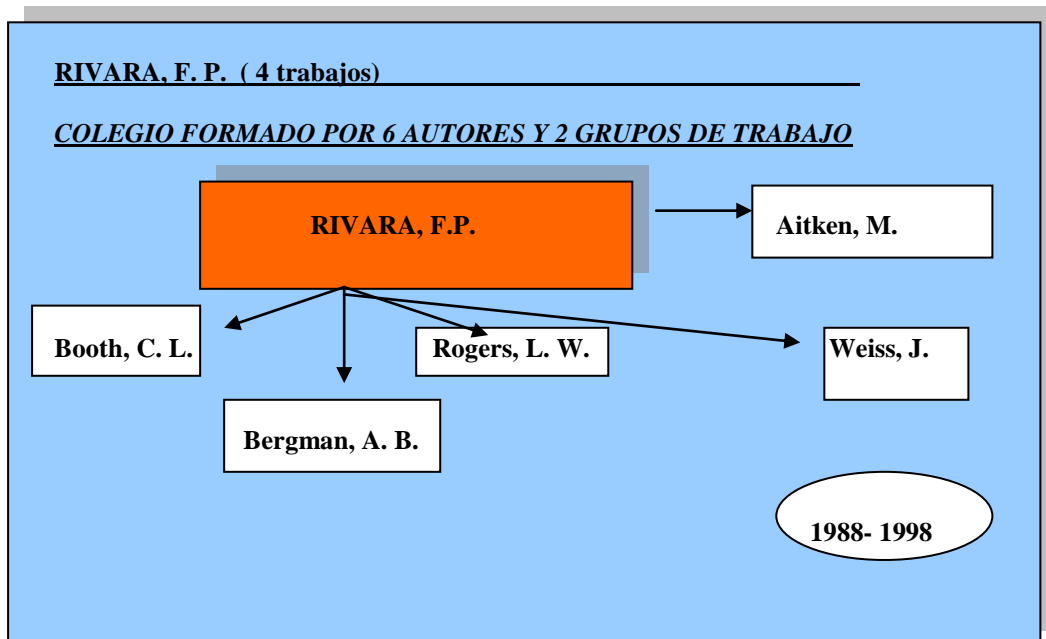 RIVARA, F. P. ( 4 trabajos)
COLEGIO FORMADO POR 6 AUTORES Y 2 GRUPOS DE TRABAJO
RIVARA, F.P.
Aitken, M.
Booth, C. L.
Rogers, L. W.
Weiss, J.
Bergman, A. B.
1988- 1998